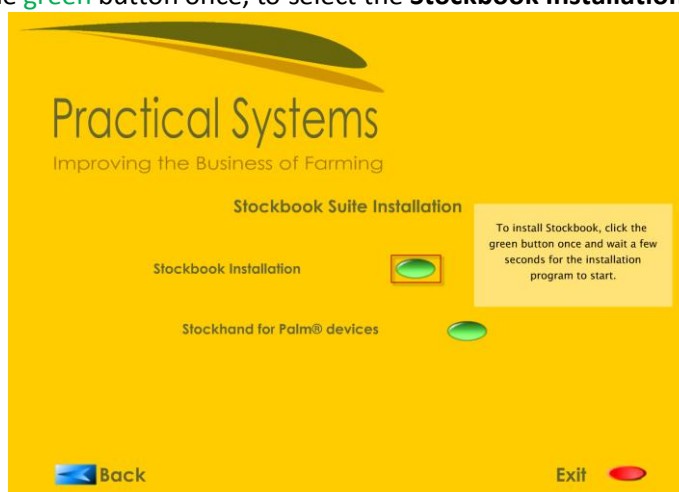 green button once, to select the Stockbook Installation
Practical Systems
Improving the Business of Farming
Stockbook Suite Installation
To install Stockbook, click the
green button once and wait a few
seconds for the installation
program to start.
Stockbook Installation
Stockhand for Palm® devices
Back
Exit